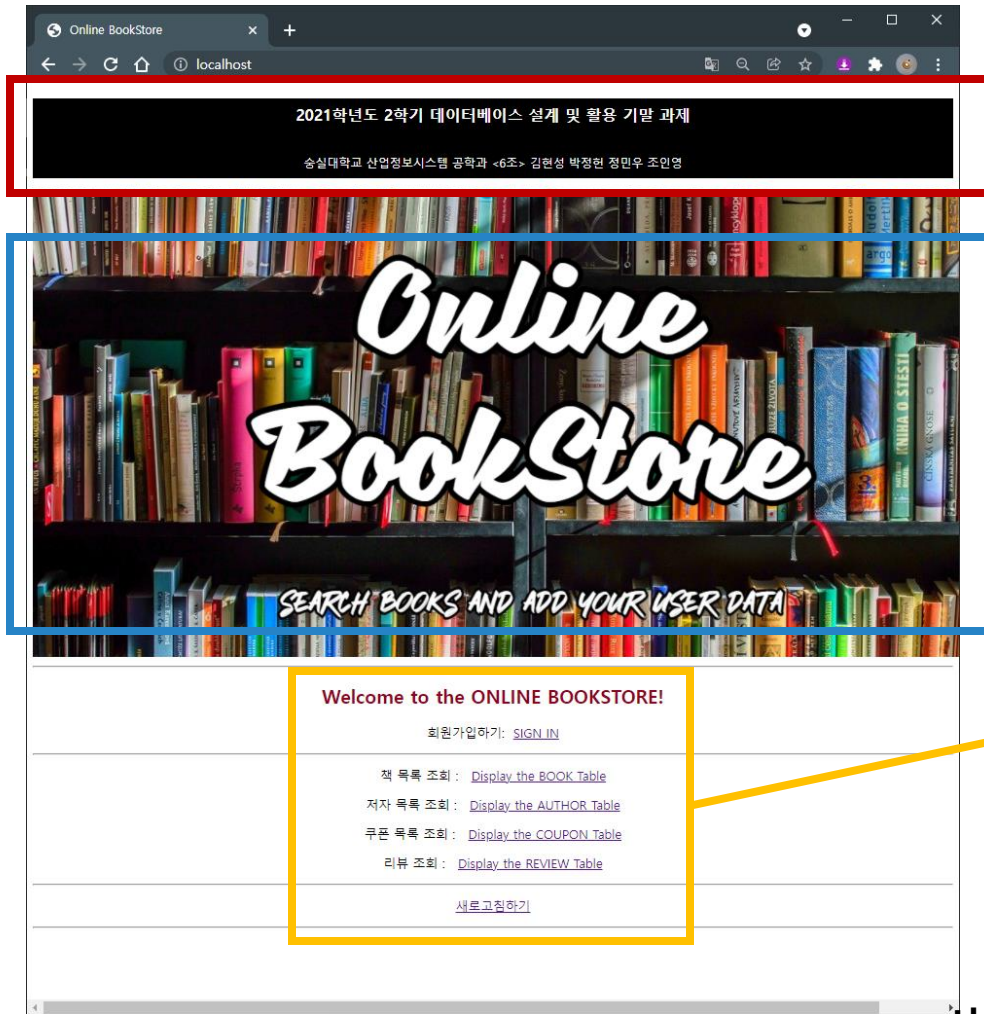 Online BookStore
localhost
2021학년도 2학기 데이터베이스 설계 및 활용 기말 과제
숭실대학교 산업정보시스템 공학과 <6조> 김현성 박정헌 정민우 조인영
Online
BookStore
SEARCH BOOKS AND ADD YOUR USER DATA
KNIHA O ŠTESTÍ
Welcome to the ONLINE BOOKSTORE!
회원가입하기: SIGN IN
책 목록 조회 : Display the BOOK Table
저자 목록 조회 : Display the AUTHOR Table
쿠폰 목록 조회 : Display the COUPON Table
리뷰 조회 : Display the REVIEW Table
새로고침하기